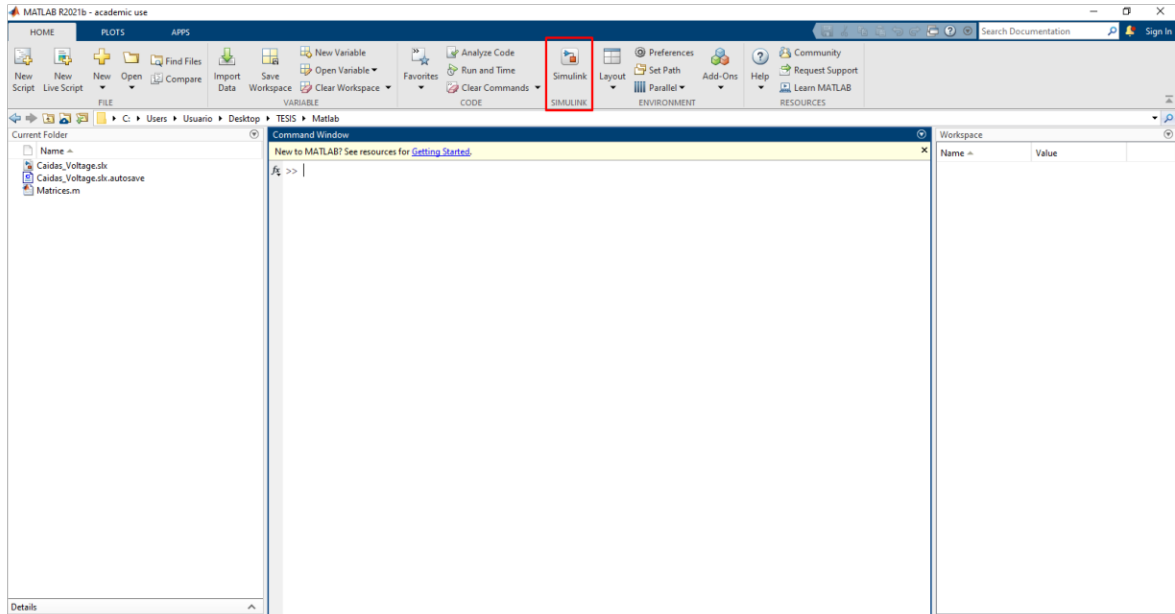 MATLAB R2021b - academic use
HOME PLOTS APPS
Search Documentation
Sign In
New Script
New Live Script
New
Open
Find Files
Compare
Import Data
Save Workspace
New Variable
Open Variable
Clear Workspace
Favorites
Analyze Code
Run and Time
Clear Commands
Simulink
Layout
Preferences
Set Path
Parallel
Add-Ons
Help
Community
Request Support
Learn MATLAB
FILE VARIABLE CODE SIMULINK ENVIRONMENT RESOURCES
C: Users Usuario Desktop TESIS Matlab
Current Folder
Name
Caidas_Voltage.slx
Caidas_Voltage.slx.autosave
Matrices.m
Details
Command Window
New to MATLAB? See resources for Getting Started.
fx >>
Workspace
Name Value